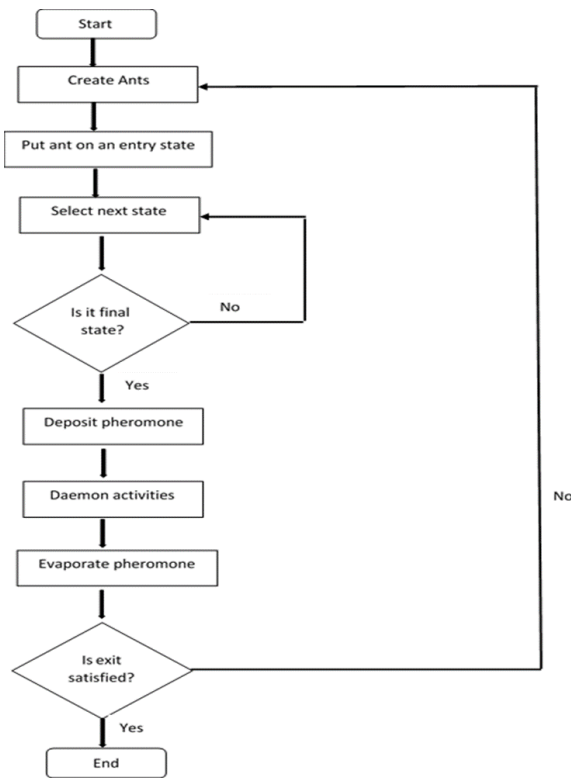 Start
Create Ants
Put ant on an entry state
Select next state
Is it final
state?
No
Yes
Deposit pheromone
Daemon activities
No
Evaporate pheromone
Is exit
satisfied?
Yes
End